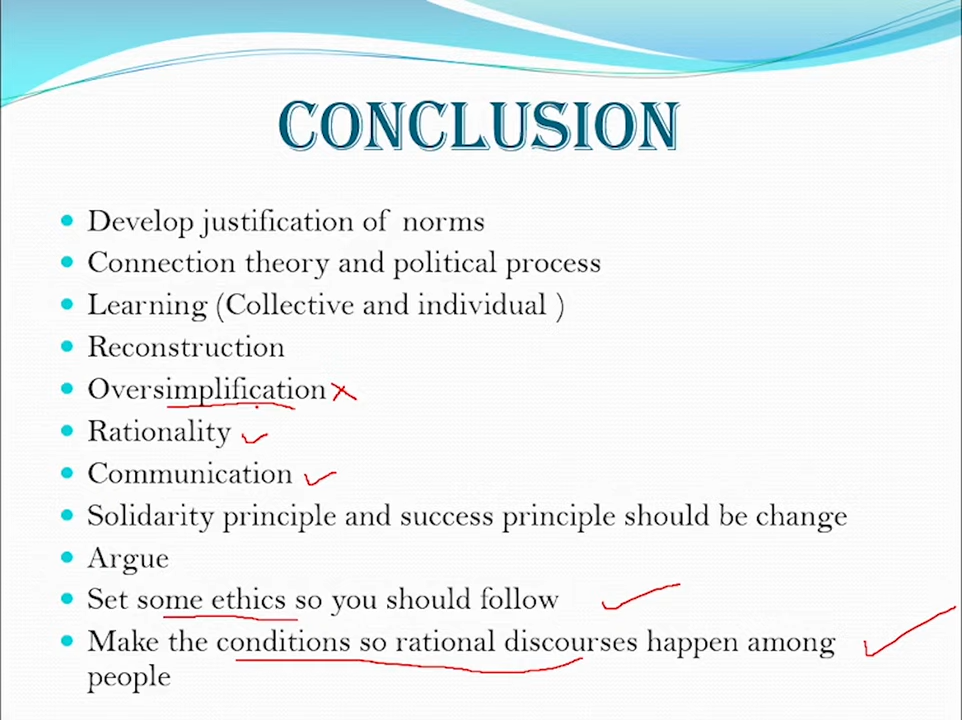 CONCLUSION
Develop justification of norms
Connection theory and political process
Learning (Collective and individual )
Reconstruction
Oversimplification
Rationality
Communication
Solidarity principle and success principle should be change
Argue
Set some ethics so you should follow
Make the conditions so rational discourses happen among
people